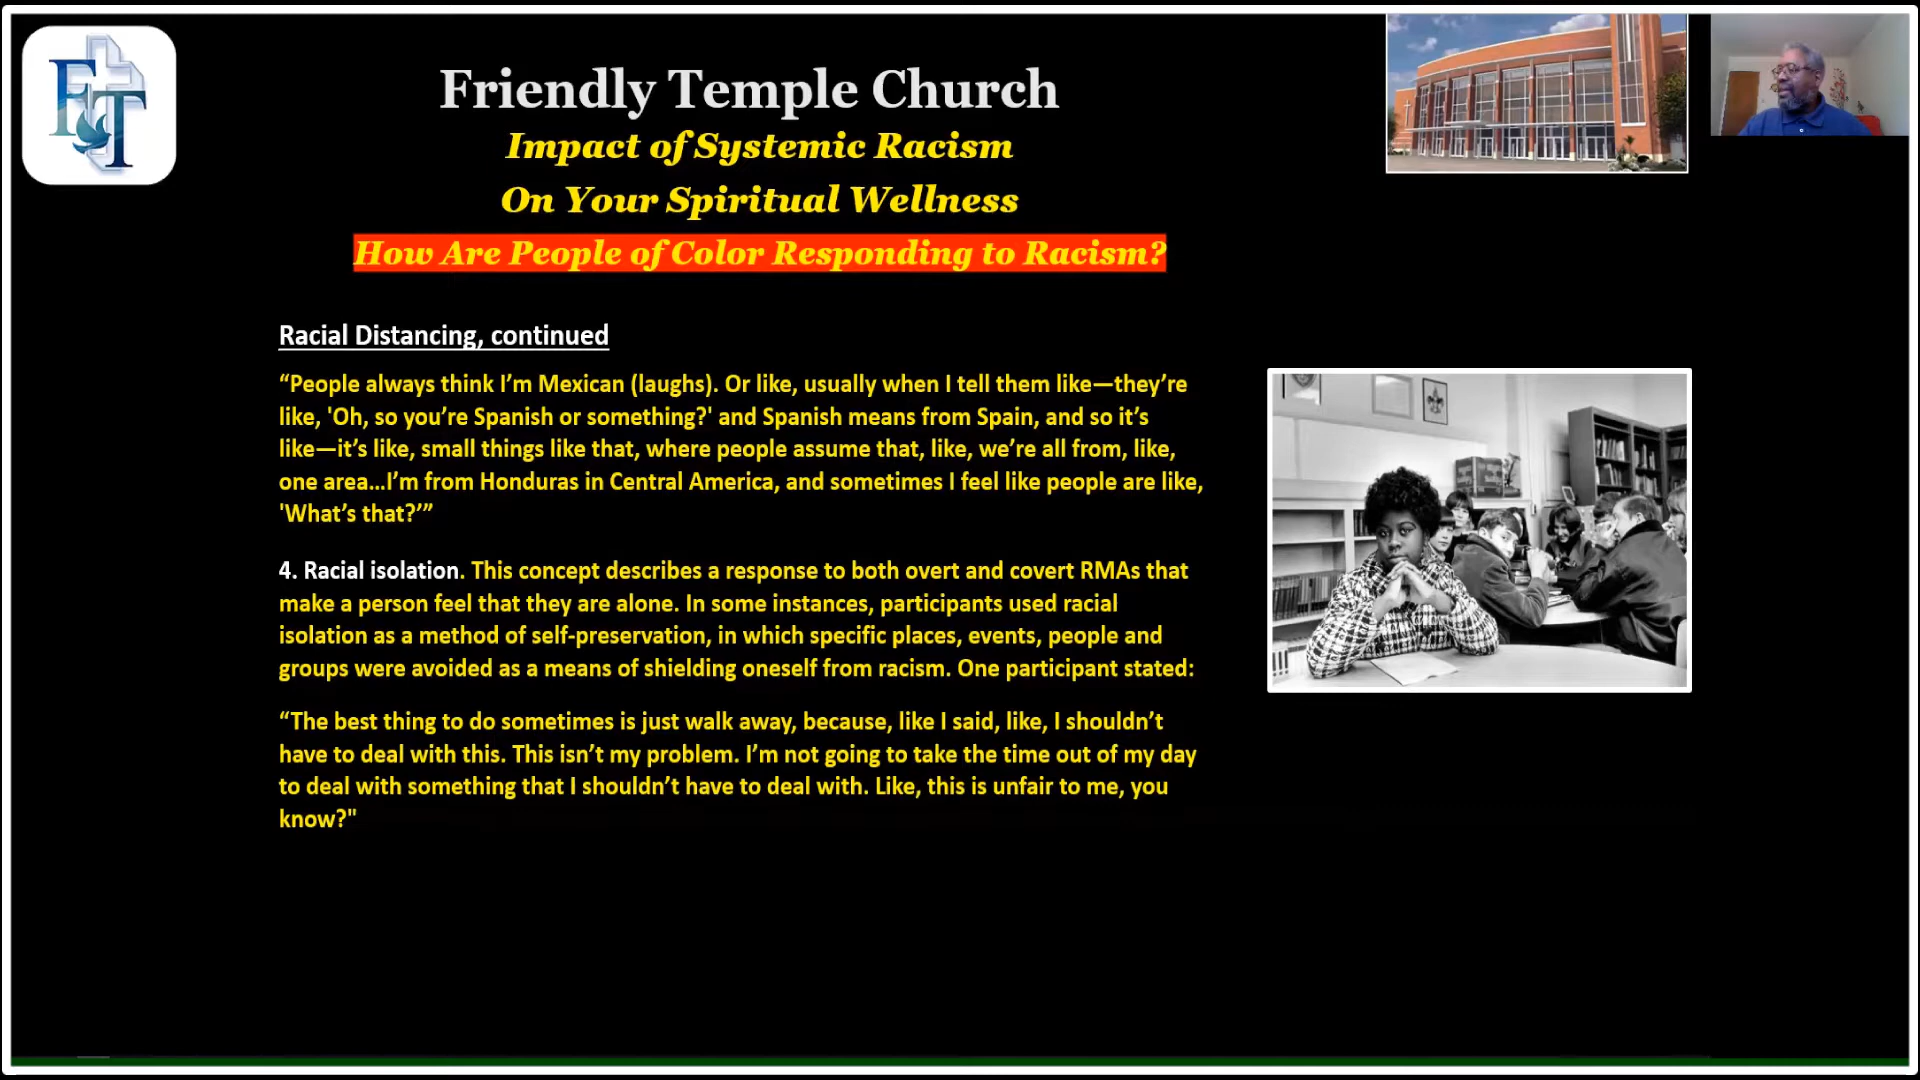 FT
Friendly Temple Church
Impact of Systemic Racism
On Your Spiritual Wellness
How Are People of Color Responding to Racism?
Racial Distancing, continued
“People always think I’m Mexican (laughs). Or like, usually when I tell them like—they’re
like, 'Oh, so you’re Spanish or something?' and Spanish means from Spain, and so it’s
like—it’s like, small things like that, where people assume that, like, we’re all from, like,
one area…I’m from Honduras in Central America, and sometimes I feel like people are like,
'What’s that?’”
4. Racial isolation. This concept describes a response to both overt and covert RMAs that
make a person feel that they are alone. In some instances, participants used racial
isolation as a method of self-preservation, in which specific places, events, people and
groups were avoided as a means of shielding oneself from racism. One participant stated:
“The best thing to do sometimes is just walk away, because, like I said, like, I shouldn’t
have to deal with this. This isn’t my problem. I’m not going to take the time out of my day
to deal with something that I shouldn’t have to deal with. Like, this is unfair to me, you
know?"